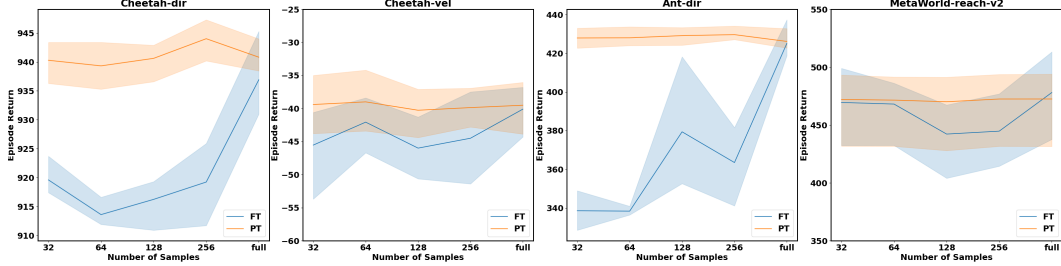 Cheetah-dir
Episode Return
945
940
935
930
925
920
915
910
32 64 128 256 full
Number of Samples
FT
PT
Cheetah-vel
Episode Return
−25
−30
−35
−40
−45
−50
−55
−60
32 64 128 256 full
Number of Samples
FT
PT
Ant-dir
Episode Return
440
420
400
380
360
340
32 64 128 256 full
Number of Samples
FT
PT
MetaWorld-reach-v2
Episode Return
550
500
450
400
350
32 64 128 256 full
Number of Samples
FT
PT